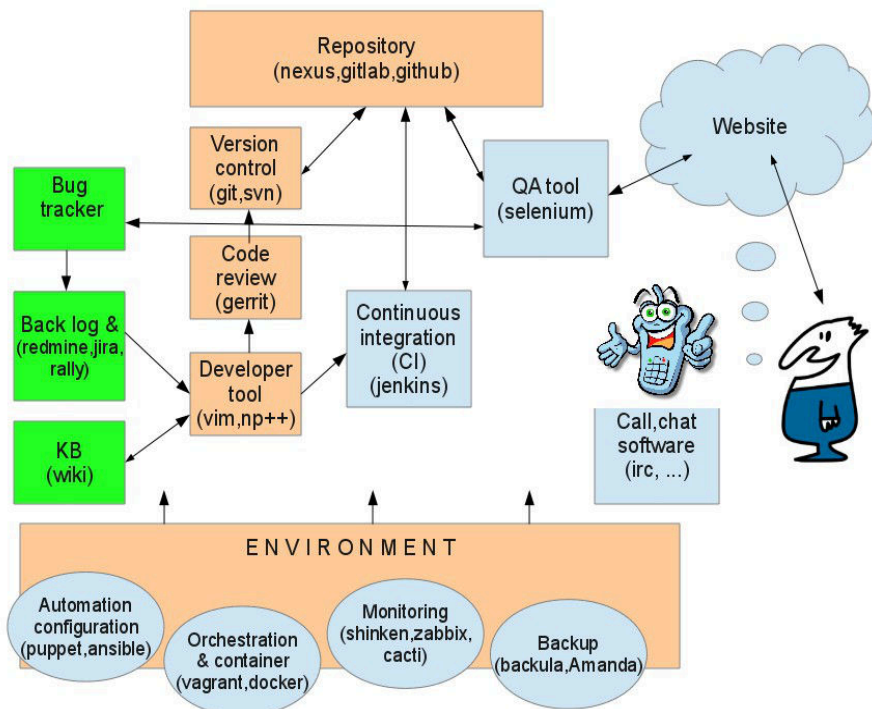 Repository
(nexus,gitlab,github)
Website
Version
control
(git,svn)
QA tool
(selenium)
Bug
tracker
Code
review
(gerrit)
Back log &
(redmine,jira,
rally)
Continuous
integration
(CI)
(jenkins)
Developer
tool
(vim,np++)
KB
(wiki)
Call,chat
software
(irc, ...)
ENVIRONMENT
Automation
configuration
(puppet,ansible)
Orchestration
& container
(vagrant,docker)
Monitoring
(shinken,zabbix,
cacti)
Backup
(backula,Amanda)